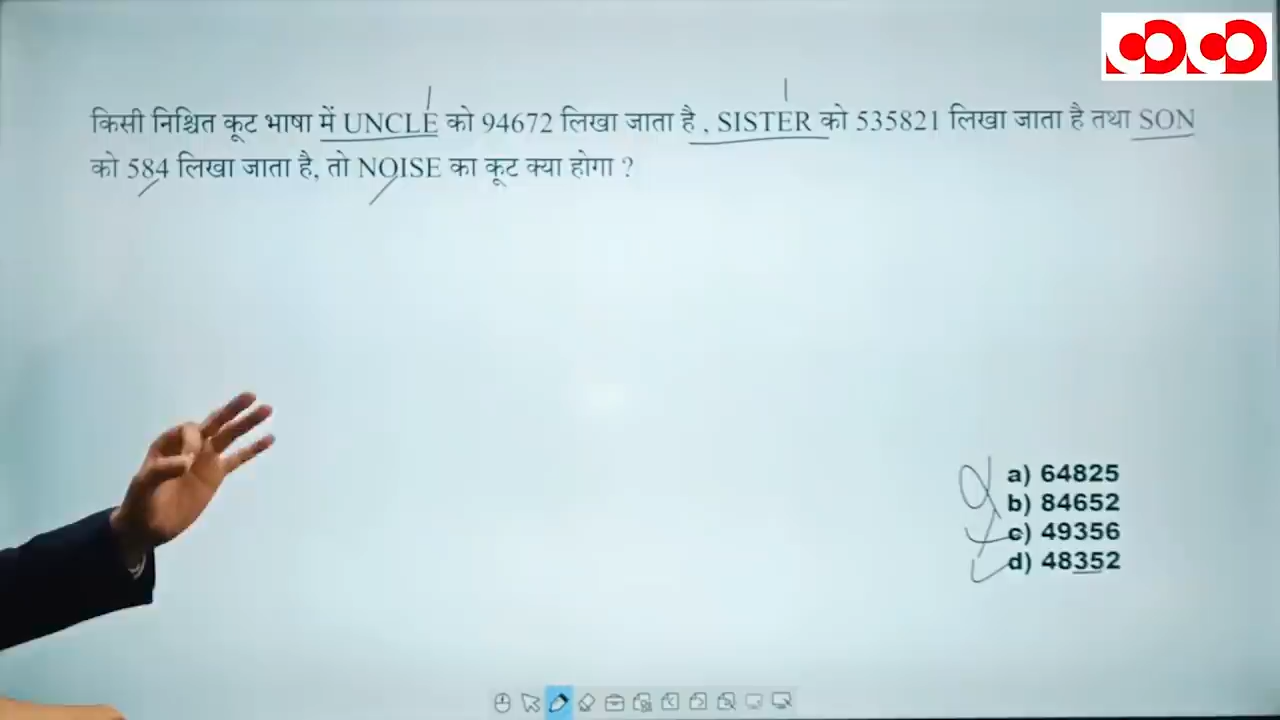 किसी निश्चित कूट भाषा में UNCLE को 94672 लिखा जाता है , SISTER को 535821 लिखा जाता है तथा SON
को 584 लिखा जाता है, तो NOISE का कूट क्या होगा ?
a) 64825
b) 84652
c) 49356
d) 48352